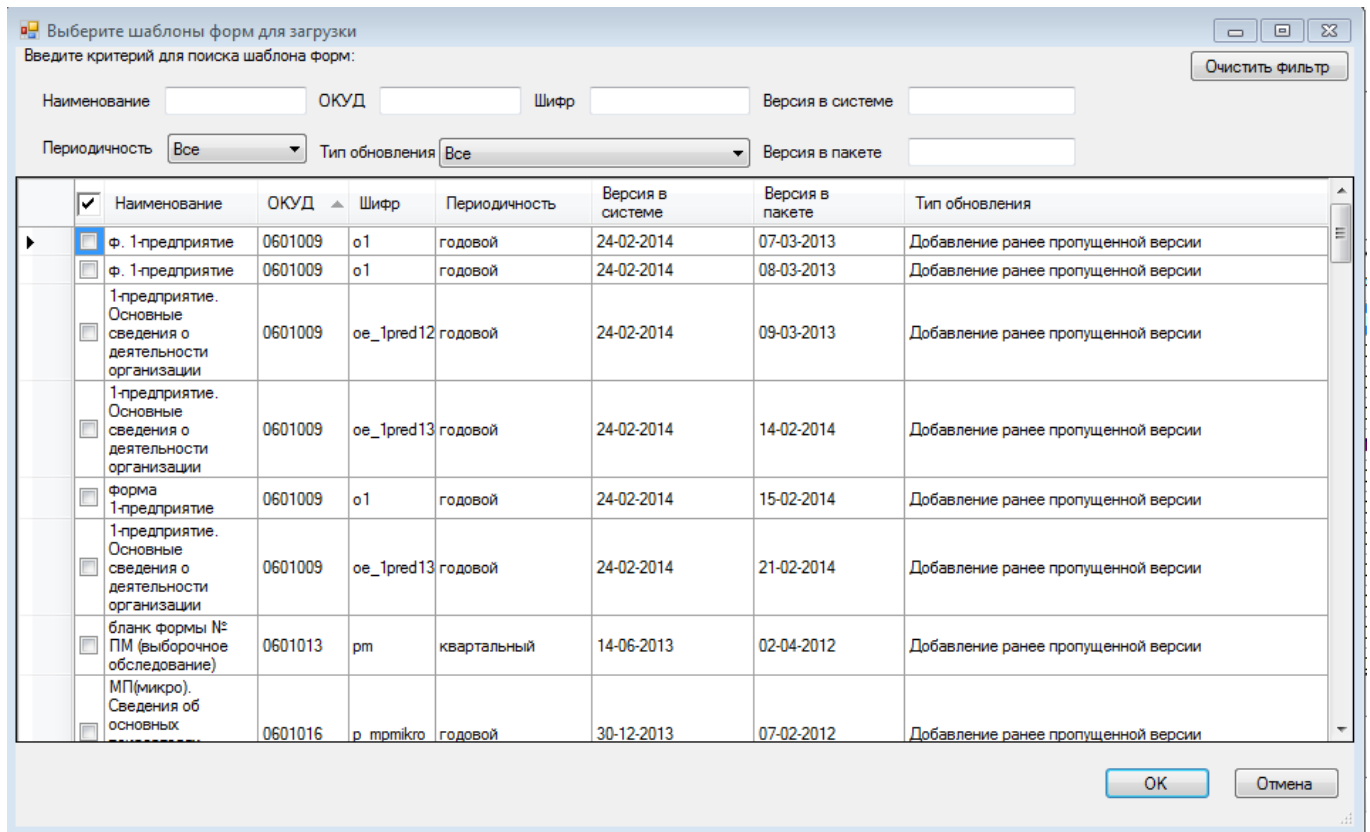 Выберите шаблоны форм для загрузки
Введите критерий для поиска шаблона форм:
Очистить фильтр
Наименование ОКУД Шифр Версия в системе
Периодичность Все Тип обновления Все Версия в пакете
Наименование ОКУД Шифр Периодичность Версия в системе Версия в пакете Тип обновления
ф. 1-предприятие 0601009 o1 годовой 24-02-2014 07-03-2013 Добавление ранее пропущенной версии
ф. 1-предприятие 0601009 o1 годовой 24-02-2014 08-03-2013 Добавление ранее пропущенной версии
1-предприятие.
Основные
сведения о
деятельности
организации
0601009 oe_1pred12 годовой 24-02-2014 09-03-2013 Добавление ранее пропущенной версии
1-предприятие.
Основные
сведения о
деятельности
организации
0601009 oe_1pred13 годовой 24-02-2014 14-02-2014 Добавление ранее пропущенной версии
форма
1-предприятие
0601009 o1 годовой 24-02-2014 15-02-2014 Добавление ранее пропущенной версии
1-предприятие.
Основные
сведения о
деятельности
организации
0601009 oe_1pred13 годовой 24-02-2014 21-02-2014 Добавление ранее пропущенной версии
бланк формы №
ПМ (выборочное
обследование)
0601013 pm квартальный 14-06-2013 02-04-2012 Добавление ранее пропущенной версии
МП(микро).
Сведения об
основных
0601016 p_mpmikro годовой 30-12-2013 07-02-2012 Добавление ранее пропущенной версии
OK Отмена